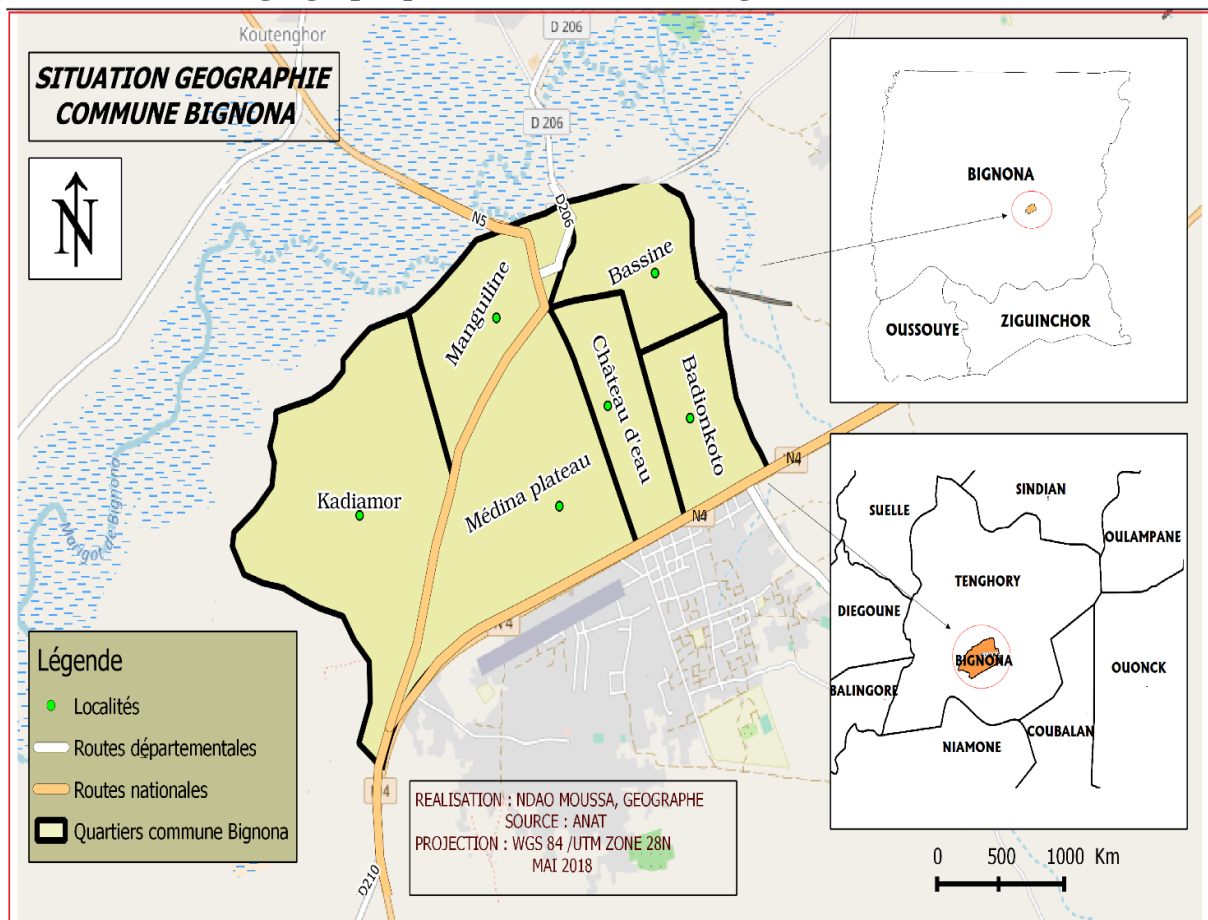 Koutenghor
D 206
SITUATION GEOGRAPHIE
COMMUNE BIGNONA
D 206
N
N5
D206
Bassine
Manguiline
Château d'eau
Badionkoto
Médina plateau
Kadiamor
Marigot de Bignona
N4
N4
N4
N4
D210
BIGNONA
OUSSOUYE
ZIGUINCHOR
SINDIAN
SUELLE
OULAMPANE
TENGHORY
DIEGOUNE
BIGNONA
OUONCK
BALINGORE
COUBALAN
NIAMONE
Légende
Localités
Routes départementales
Routes nationales
Quartiers commune Bignona
REALISATION : NDAO MOUSSA, GEOGRAPHE
SOURCE : ANAT
PROJECTION : WGS 84 /UTM ZONE 28N
MAI 2018
0 500 1000 Km